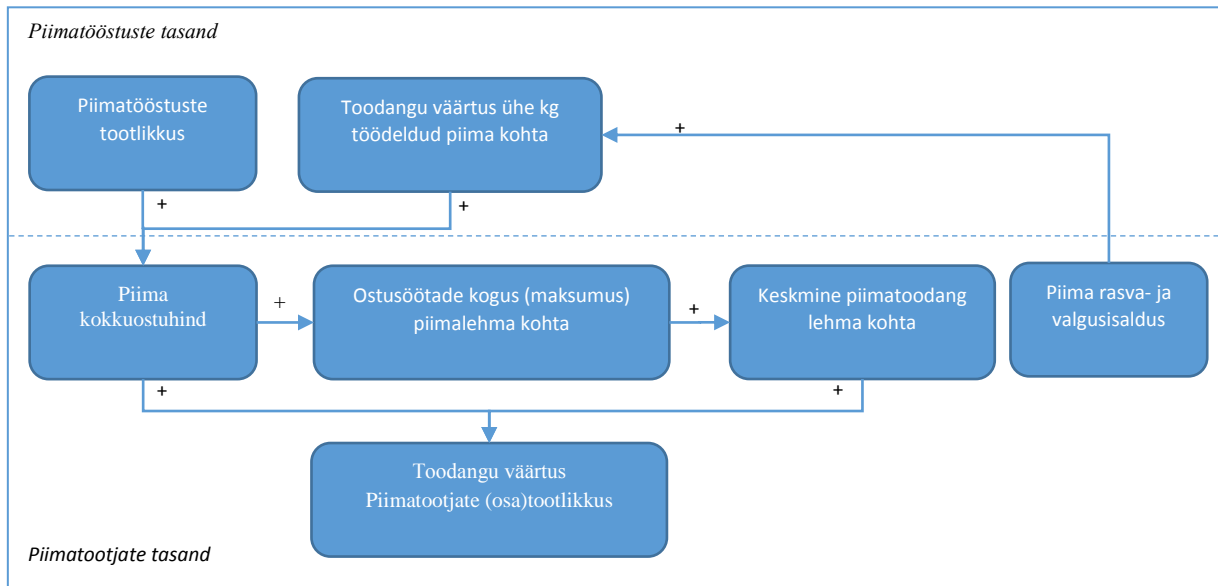 Piimatööstuste tasand
Piimatööstuste
tootlikkus
Toodangu väärtus ühe kg
töödeldud piima kohta
+
+
+
Piima
kokkuostuhind
+
Ostusöötade kogus (maksumus)
piimalehma kohta
+
Keskmine piimatoodang
lehma kohta
Piima rasva- ja
valgusisaldus
+
+
Toodangu väärtus
Piimatootjate (osa)tootlikkus
Piimatootjate tasand